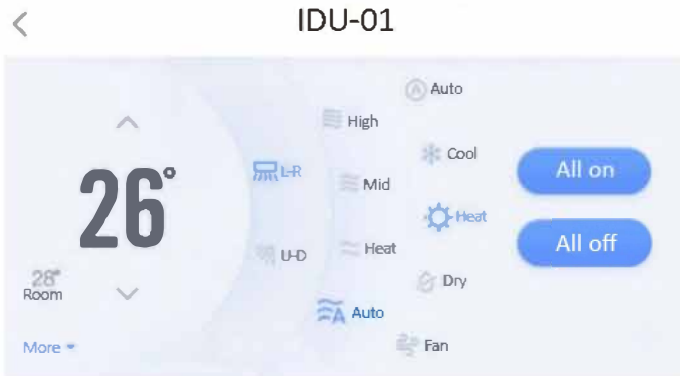 IDU-01
26°
28°
Room
More
L-R
U-D
High
Mid
Heat
Auto
Auto
Cool
Heat
Dry
Fan
All on
All off